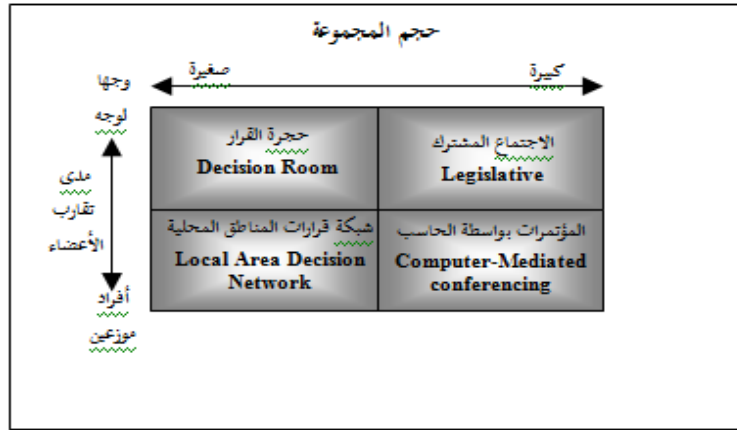 حجم المجموعة
كبيرة
صغيرة
وجها
لوجه
مدى
تقارب
الأعضاء
أفراد
موزعين
حجرة القرار
Decision Room
الاجتماع المشترك
Legislative
شبكة قرارات المناطق المحلية
Local Area Decision
Network
المؤتمرات بواسطة الحاسب
Computer-Mediated
conferencing